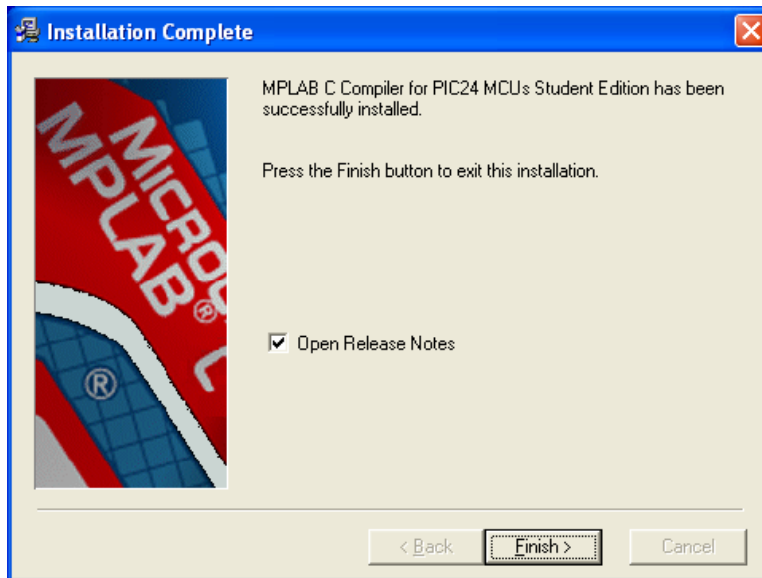 Installation Complete
MPLAB C Compiler for PIC24 MCUs Student Edition has been
successfully installed.
Press the Finish button to exit this installation.
MICROC
MPLAB® C
®
Open Release Notes
< Back
Finish >
Cancel